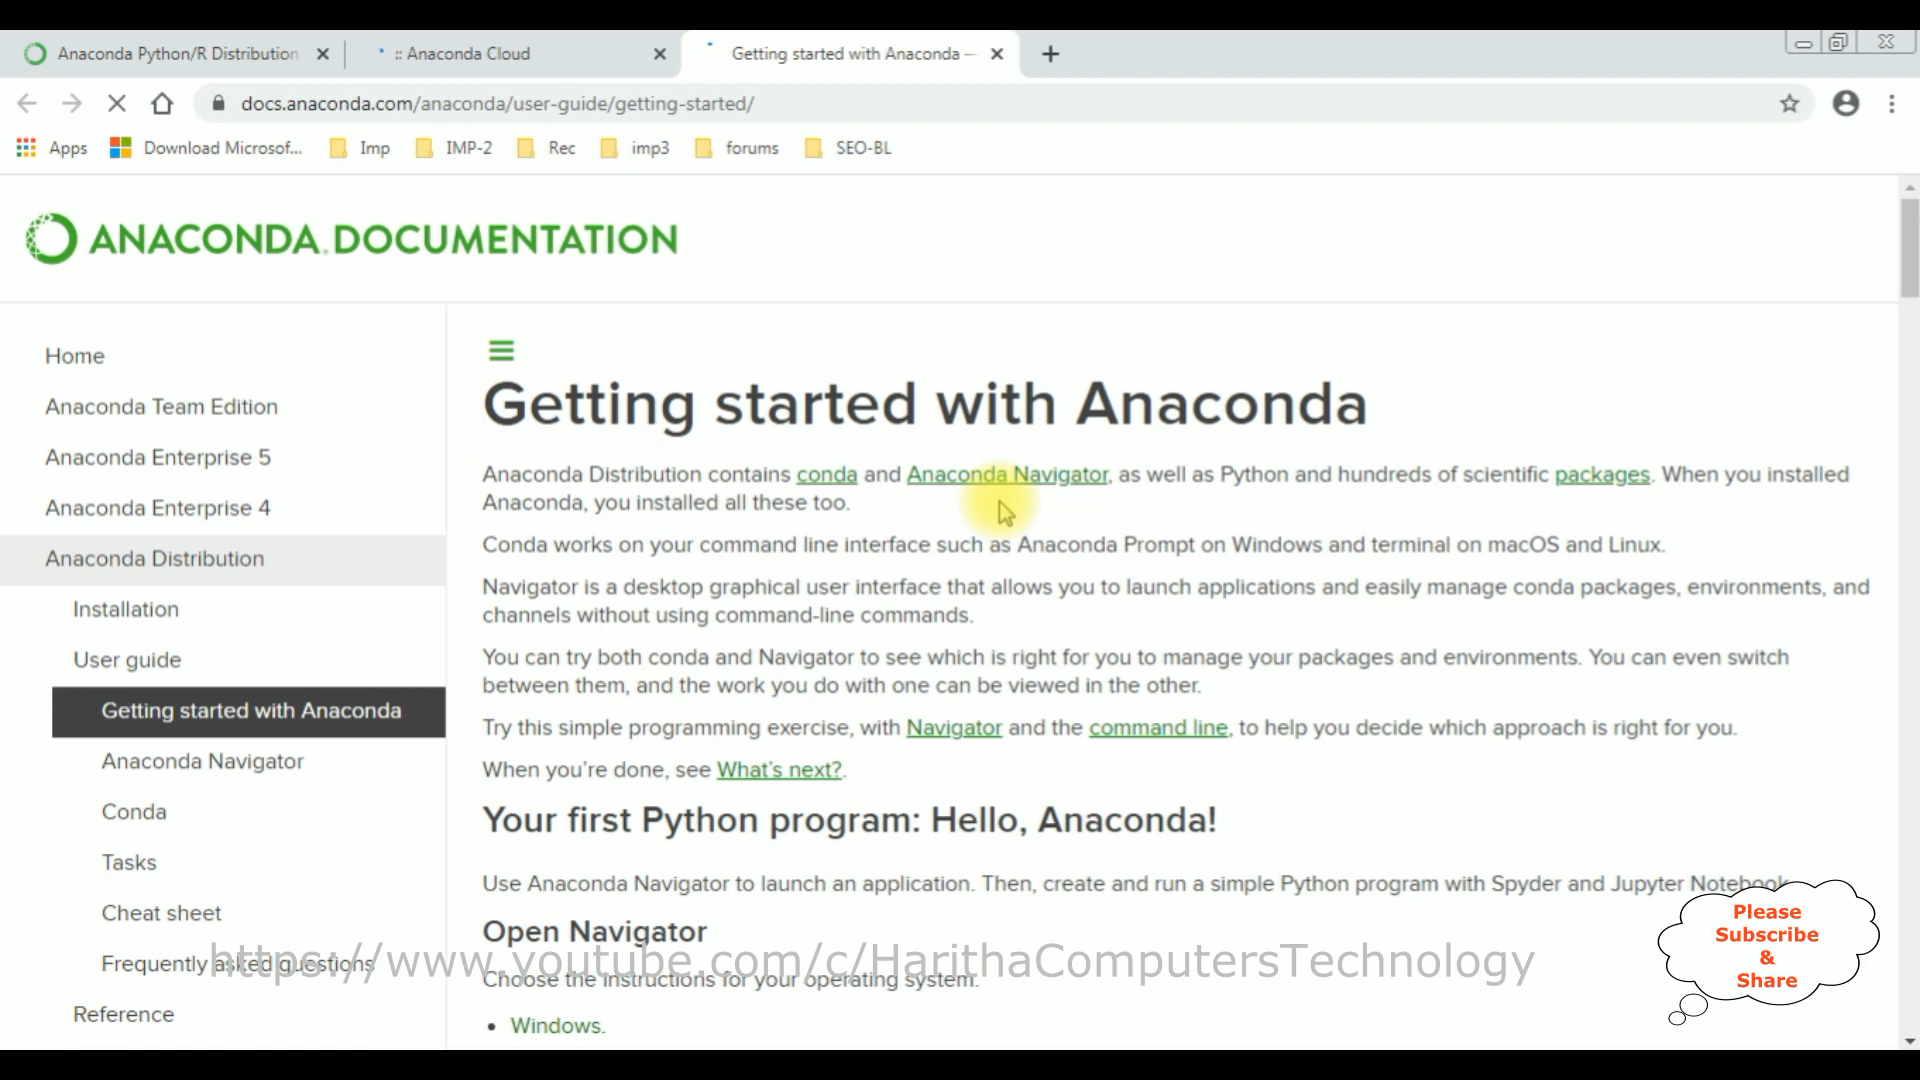 Anaconda Python/R Distribution
:: Anaconda Cloud
Getting started with Anaconda —
docs.anaconda.com/anaconda/user-guide/getting-started/
Apps
Download Microsof...
Imp
IMP-2
Rec
imp3
forums
SEO-BL
ANACONDA.DOCUMENTATION
Home
Anaconda Team Edition
Anaconda Enterprise 5
Anaconda Enterprise 4
Anaconda Distribution
Installation
User guide
Getting started with Anaconda
Anaconda Navigator
Conda
Tasks
Cheat sheet
Frequently asked questions
Reference
Getting started with Anaconda
Anaconda Distribution contains conda and Anaconda Navigator, as well as Python and hundreds of scientific packages. When you installed
Anaconda, you installed all these too.
Conda works on your command line interface such as Anaconda Prompt on Windows and terminal on macOS and Linux.
Navigator is a desktop graphical user interface that allows you to launch applications and easily manage conda packages, environments, and
channels without using command-line commands.
You can try both conda and Navigator to see which is right for you to manage your packages and environments. You can even switch
between them, and the work you do with one can be viewed in the other.
Try this simple programming exercise, with Navigator and the command line, to help you decide which approach is right for you.
When you’re done, see What’s next?.
Your first Python program: Hello, Anaconda!
Use Anaconda Navigator to launch an application. Then, create and run a simple Python program with Spyder and Jupyter Notebook
Open Navigator
Choose the instructions for your operating system.
• Windows.
https://www.youtube.com/c/HarithaComputersTechnology
Please
Subscribe
&
Share